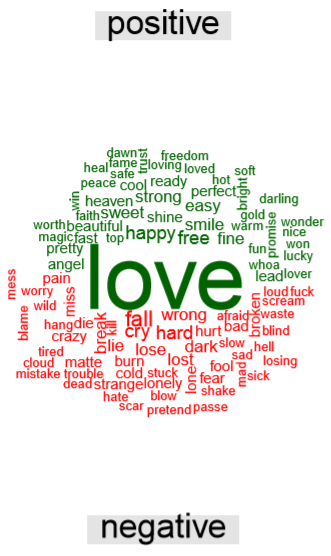 positive
dawn trust freedom
heal fame loving loved soft
safe hot
peace cool ready perfect bright darling
win heaven strong easy
faith sweet shine gold wonder
worth beautiful smile warm promise nice
magic fast top happy free fine fun won
pretty whoa lucky
angel love lead lover
mess pain miss loud fuck
worry fall wrong afraid broken scream
blame wild break waste
hang die kill cry hard hurt bad blind
crazy lie dark slow hell
tired lose sad
cloud matte burn lost fool losing
mistake trouble cold stuck lone fear mad sick
dead strange lonely shake
hate blow
scar pretend passe
negative